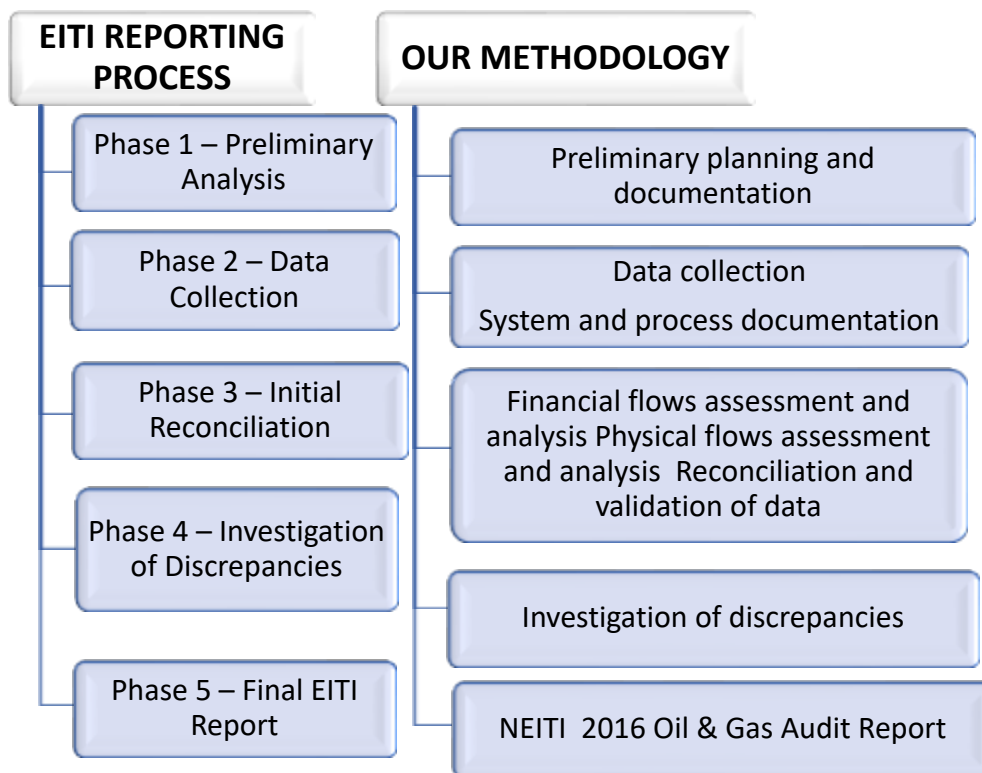 EITI REPORTING
PROCESS
Phase 1 – Preliminary
Analysis
Phase 2 – Data
Collection
Phase 3 – Initial
Reconciliation
Phase 4 – Investigation
of Discrepancies
Phase 5 – Final EITI
Report
OUR METHODOLOGY
Preliminary planning and
documentation
Data collection
System and process documentation
Financial flows assessment and
analysis Physical flows assessment
and analysis  Reconciliation and
validation of data
Investigation of discrepancies
NEITI  2016 Oil & Gas Audit Report